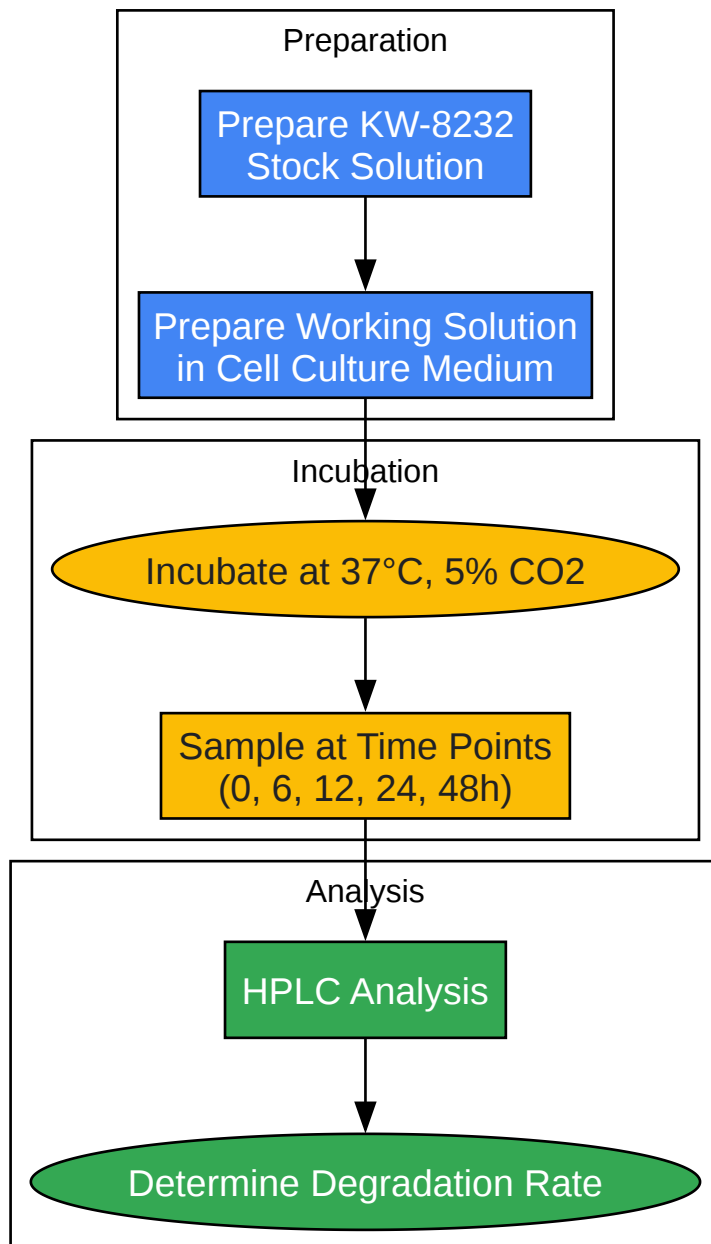 Preparation
Prepare KW-8232
Stock Solution
Prepare Working Solution
in Cell Culture Medium
Incubation
Incubate at 37°C, 5% CO2
Sample at Time Points
(0, 6, 12, 24, 48h)
Analysis
HPLC Analysis
Determine Degradation Rate